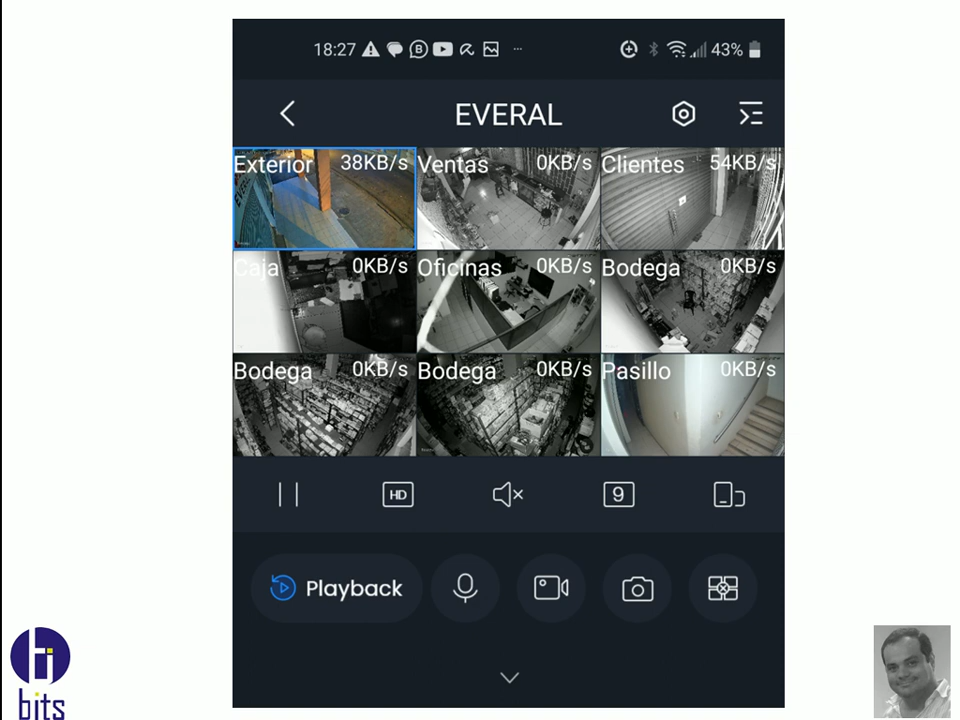 18:27
43%
EVERAL
Exterior 38KB/s
Ventas 0KB/s
Clientes 54KB/s
Caja 0KB/s
Oficinas 0KB/s
Bodega 0KB/s
Bodega 0KB/s
Bodega 0KB/s
Pasillo 0KB/s
HD
9
Playback
bits